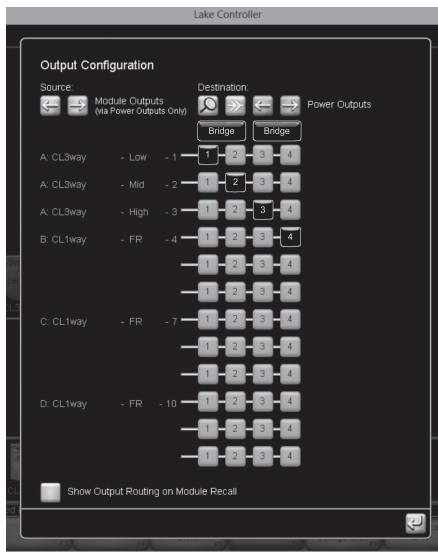 Lake Controller
Output Configuration
Source:
Destination:
Module Outputs
(via Power Outputs Only)
Power Outputs
Bridge Bridge
A: CL3way - Low - 1 1 2 3 4
A: CL3way - Mid - 2 1 2 3 4
A: CL3way - High - 3 1 2 3 4
B: CL1way - FR - 4 1 2 3 4
1 2 3 4
1 2 3 4
C: CL1way - FR - 7 1 2 3 4
1 2 3 4
1 2 3 4
D: CL1way - FR - 10 1 2 3 4
1 2 3 4
1 2 3 4
Show Output Routing on Module Recall